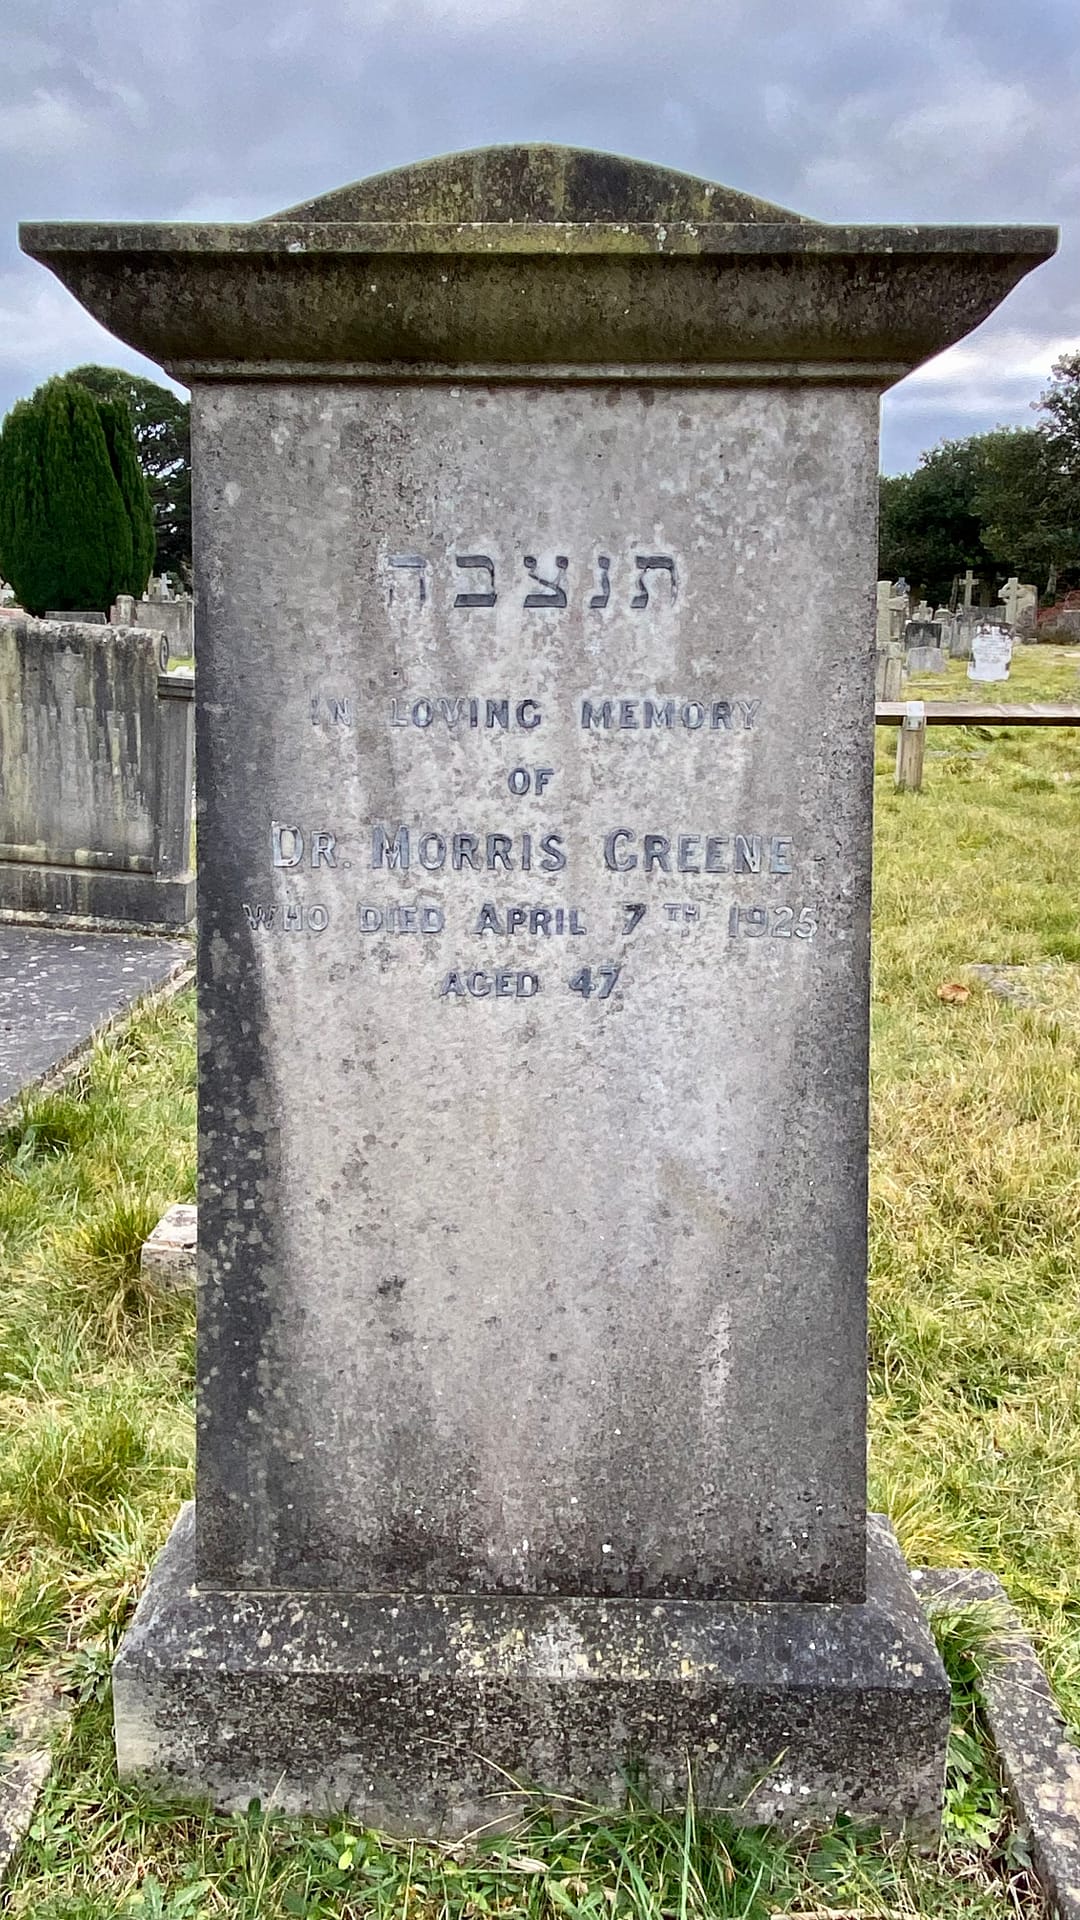 תנצבה
IN LOVING MEMORY
OF
DR. MORRIS GREENE
WHO DIED APRIL 7TH 1925
AGED 47